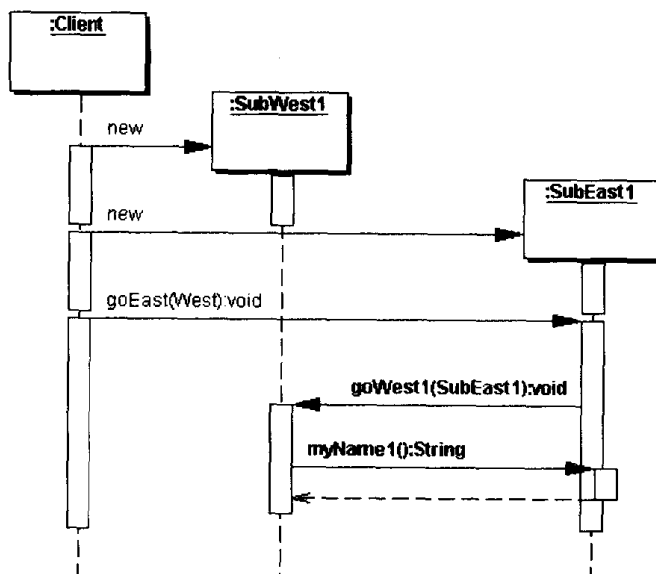 :Client
:SubWest1
new
:SubEast1
new
goEast(West):void
goWest1(SubEast1):void
myName1():String